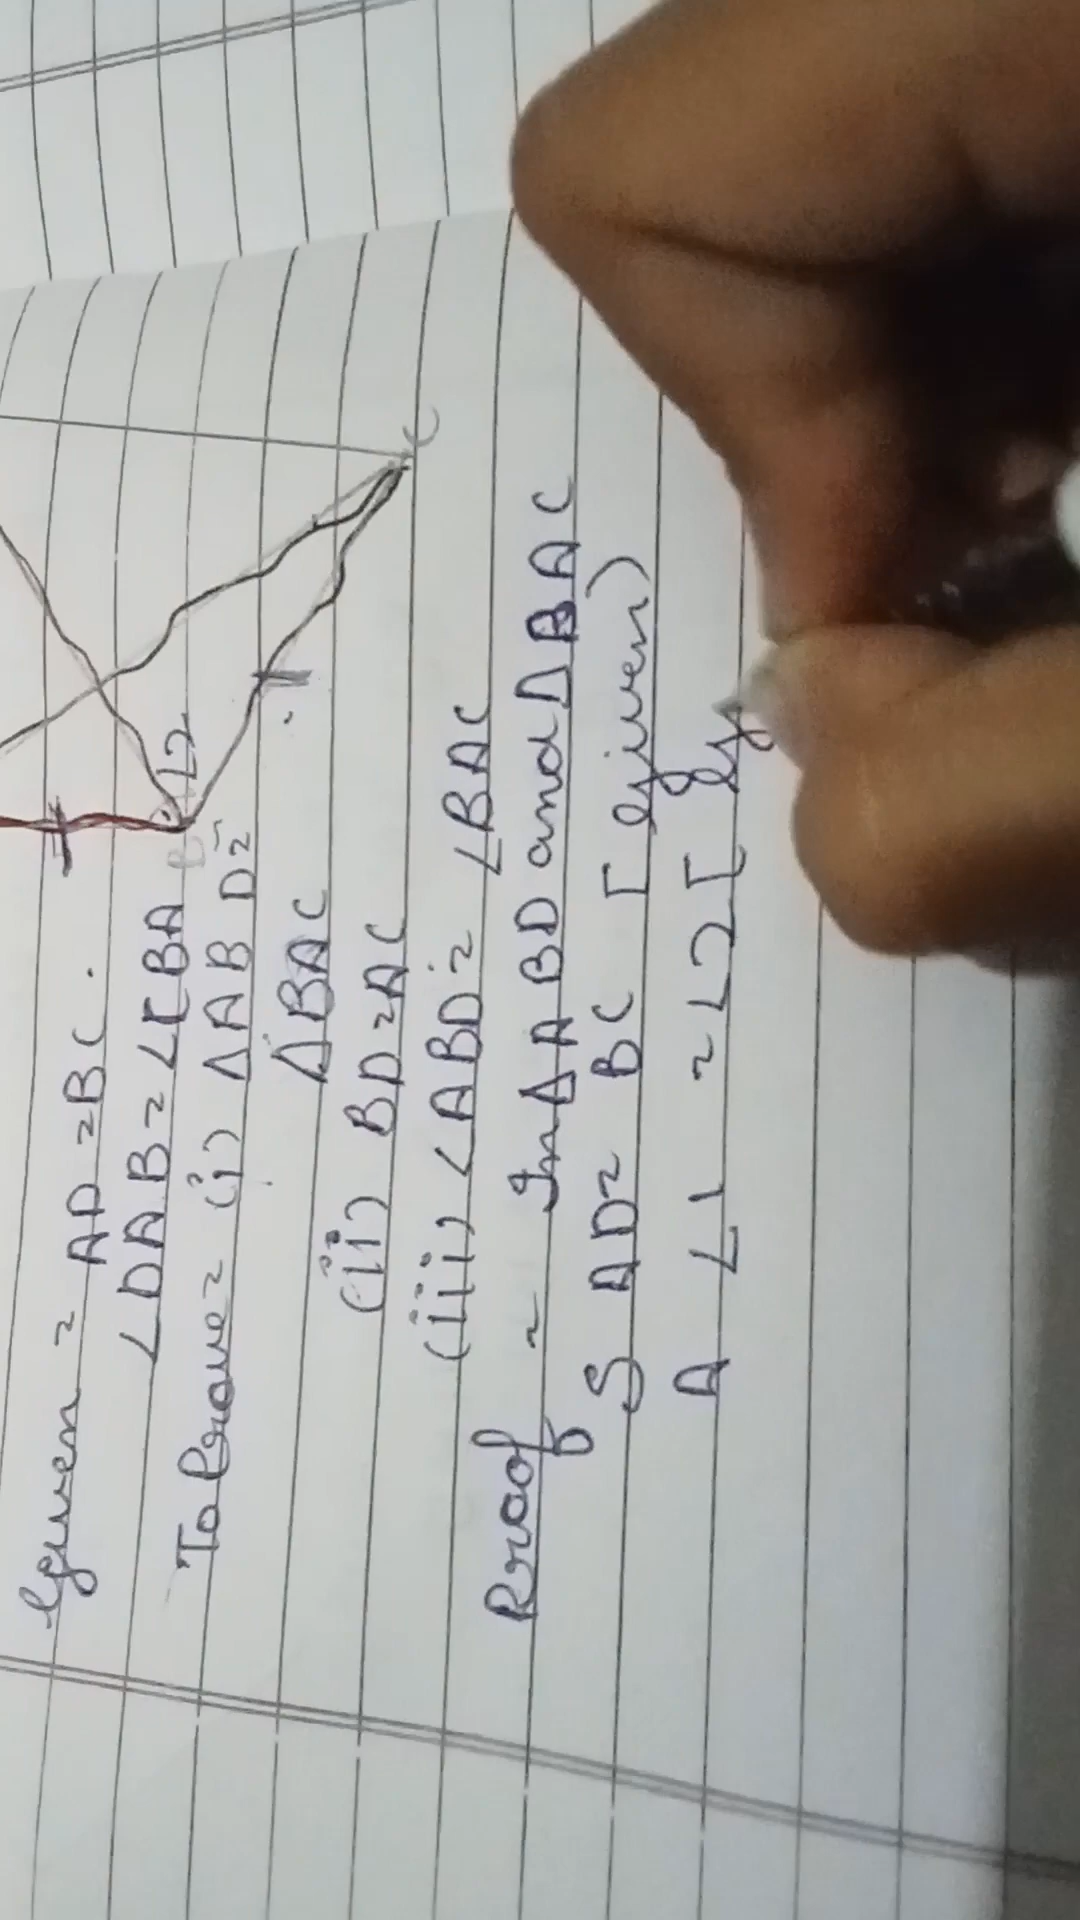 C
∠2
B
Given = AD = BC.
∠DAB = ∠CBA
To Prove = (i) ΔABD ≅
ΔBAC
(ii) BD = AC
(iii) ∠ABD = ∠BAC
Proof = In ΔABD and ΔBAC
S AD = BC [given)
A ∠1 = ∠2 [